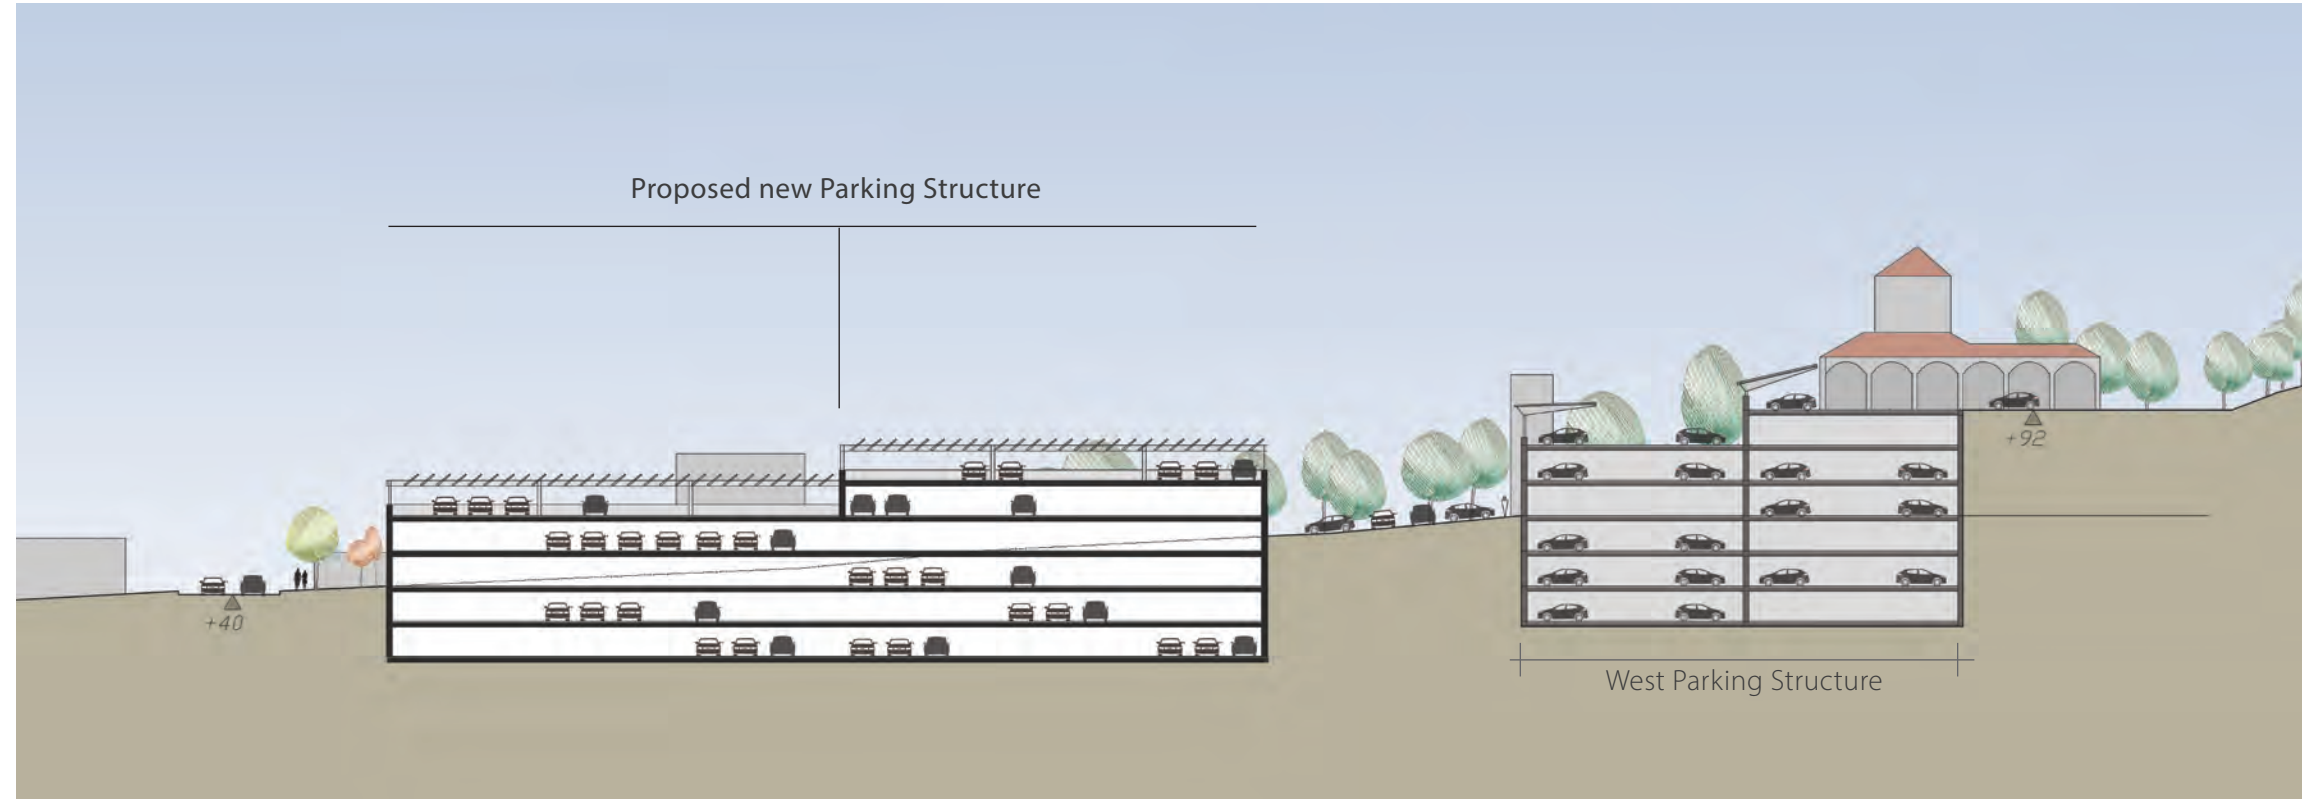 Proposed new Parking Structure
+92
+40
West Parking Structure